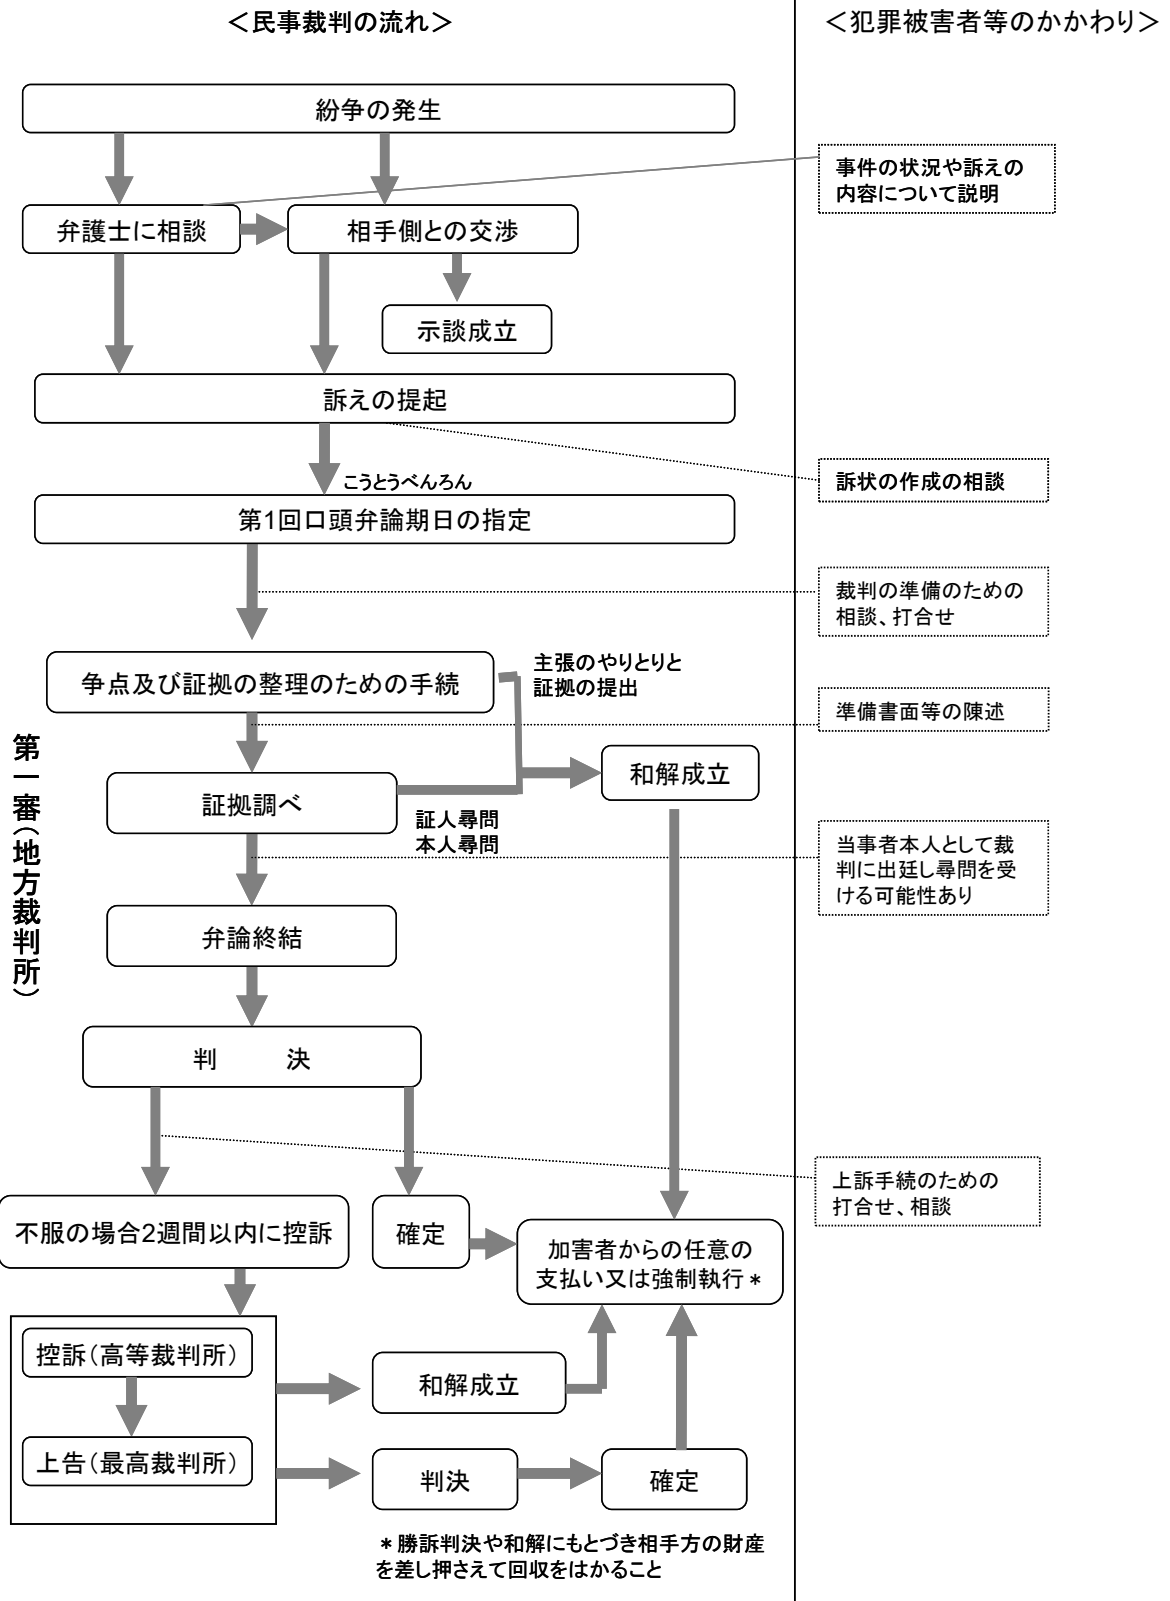 ＜民事裁判の流れ＞
＜犯罪被害者等のかかわり＞
紛争の発生
事件の状況や訴えの
内容について説明
弁護士に相談
相手側との交渉
示談成立
訴えの提起
訴状の作成の相談
こうとうべんろん
第1回口頭弁論期日の指定
裁判の準備のための
相談、打合せ
争点及び証拠の整理のための手続
主張のやりとりと
証拠の提出
準備書面等の陳述
第一審（地方裁判所）
証拠調べ
和解成立
証人尋問
本人尋問
当事者本人として裁
判に出廷し尋問を受
ける可能性あり
弁論終結
判　　決
上訴手続のための
打合せ、相談
不服の場合2週間以内に控訴
確定
加害者からの任意の
支払い又は強制執行＊
控訴（高等裁判所）
和解成立
上告（最高裁判所）
判決
確定
＊勝訴判決や和解にもとづき相手方の財産
を差し押さえて回収をはかること